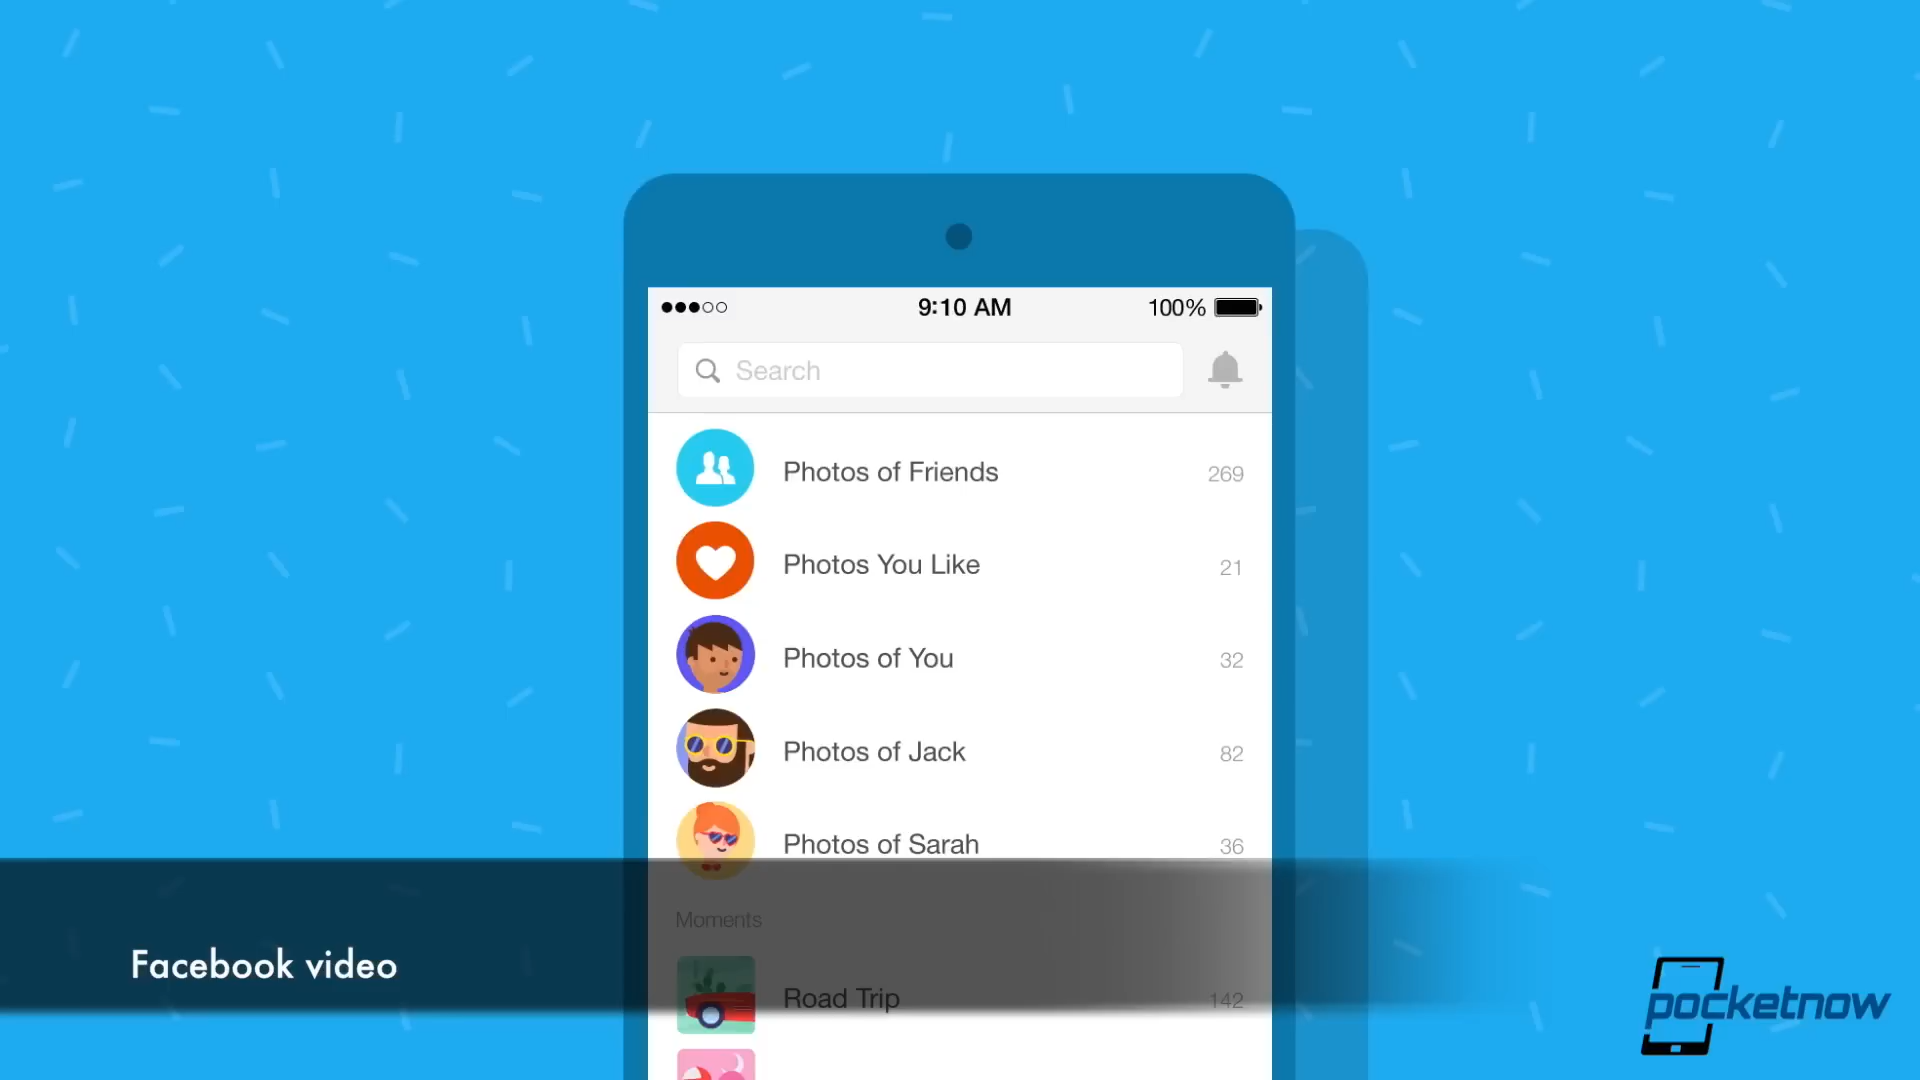 9:10 AM 100%
Search
Photos of Friends 269
Photos You Like 21
Photos of You 32
Photos of Jack 82
Photos of Sarah 36
Moments
Road Trip 142
Facebook video
pocketnow